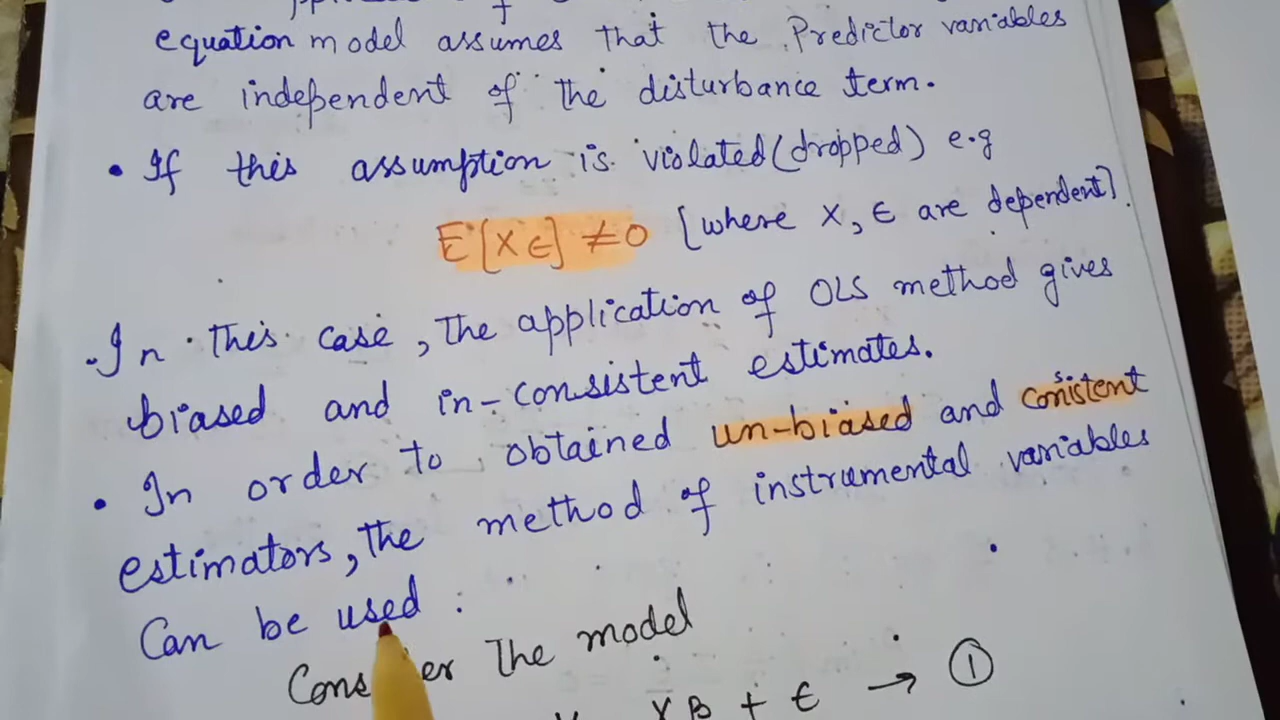 equation model assumes that the Predictor variables
are independent of the disturbance term.
• If this assumption is violated (dropped) e.g
E[X ϵ] ≠ 0 [where X, ϵ are dependent].
• In this case, the application of OLS method gives
biased and in-consistent estimates.
• In order to obtained un-biased and consistent
estimators, the method of instrumental variables
Can be used :
the model
Xβ + ϵ → ①